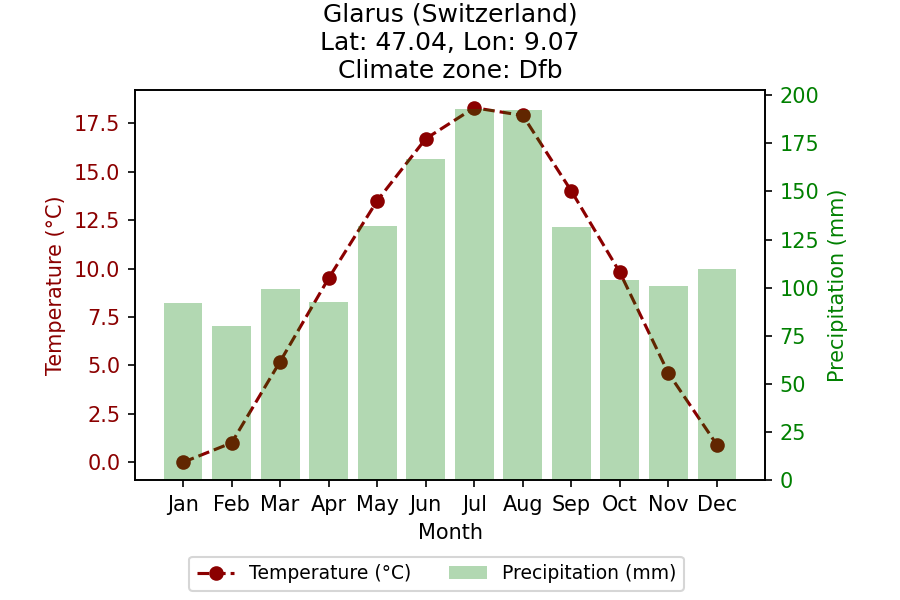 Glarus (Switzerland)
Lat: 47.04, Lon: 9.07
Climate zone: Dfb
Temperature (°C)
17.5
15.0
12.5
10.0
7.5
5.0
2.5
0.0
200
175
150
125
100
75
50
25
0
Precipitation (mm)
Jan Feb Mar Apr May Jun Jul Aug Sep Oct Nov Dec
Month
Temperature (°C) Precipitation (mm)